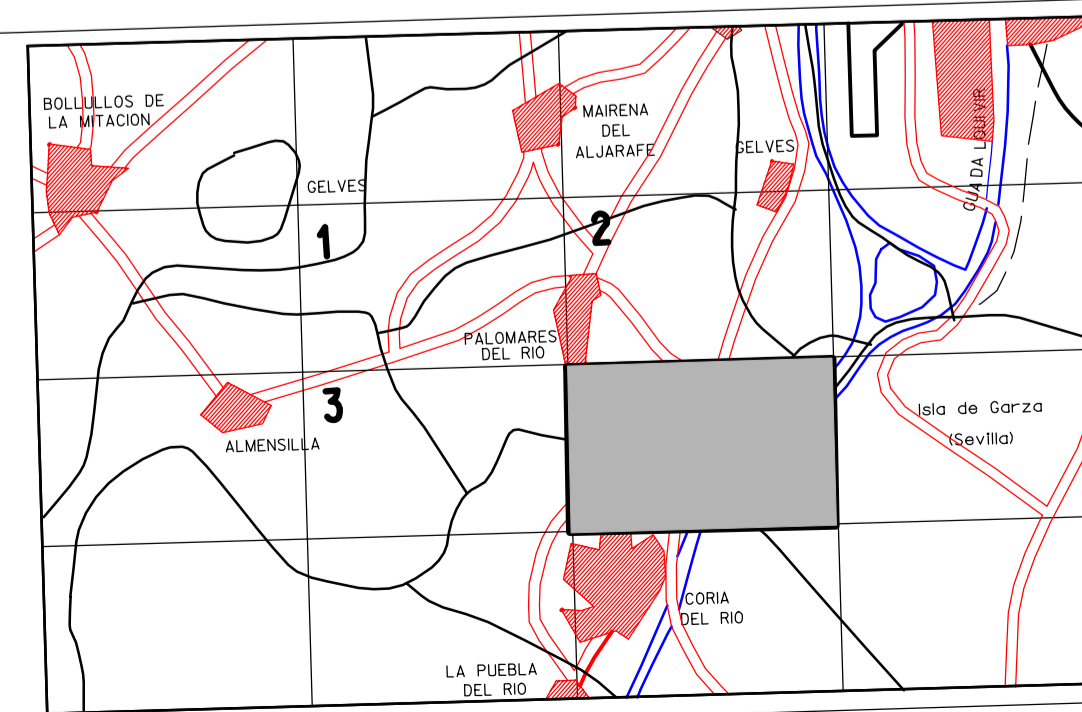 BOLLULLOS DE
LA MITACION
MAIRENA
DEL
ALJARAFE
GELVES
GELVES
GUADALQUIVIR
1
2
PALOMARES
DEL RIO
3
ALMENSILLA
Isla de Garza
(Sevilla)
CORIA
DEL RIO
LA PUEBLA
DEL RIO